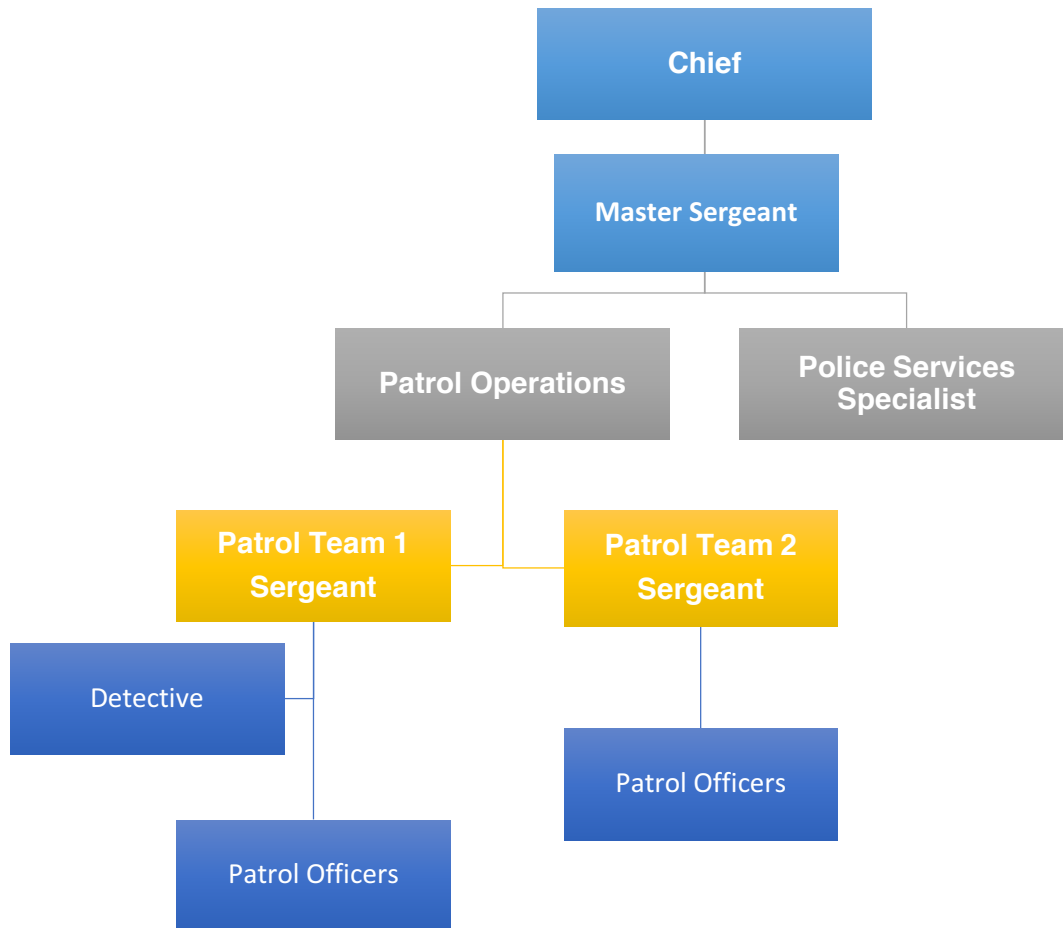 Chief
Master Sergeant
Patrol Operations
Police Services
Specialist
Patrol Team 1
Sergeant
Patrol Team 2
Sergeant
Detective
Patrol Officers
Patrol Officers